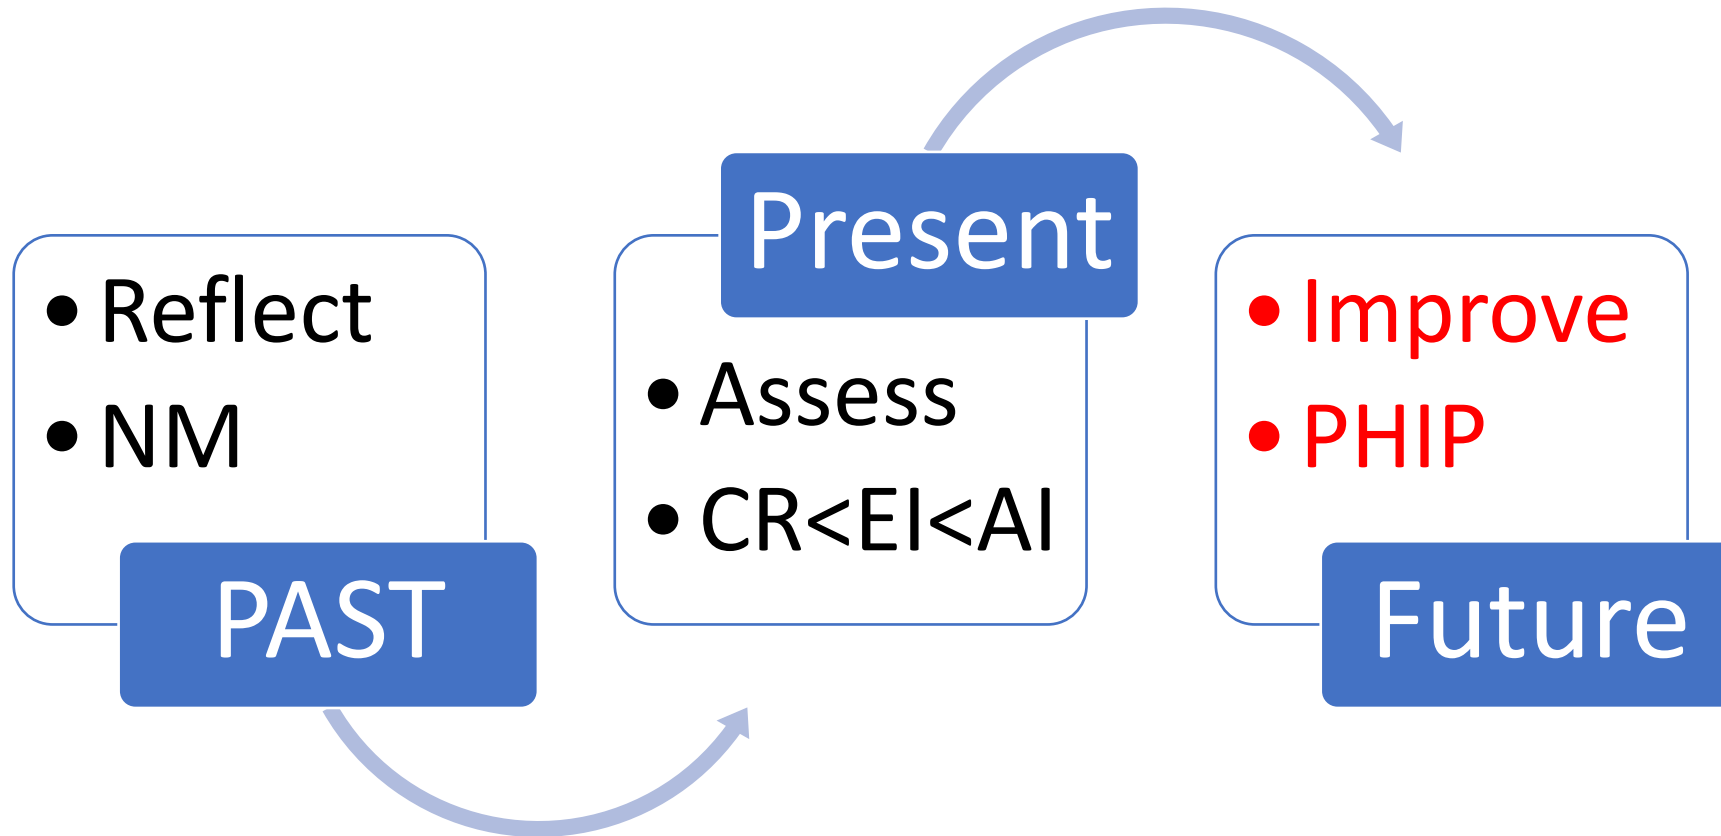 • Reflect
• NM
PAST
Present
• Assess
• CR<EI<AI
• Improve
• PHIP
Future